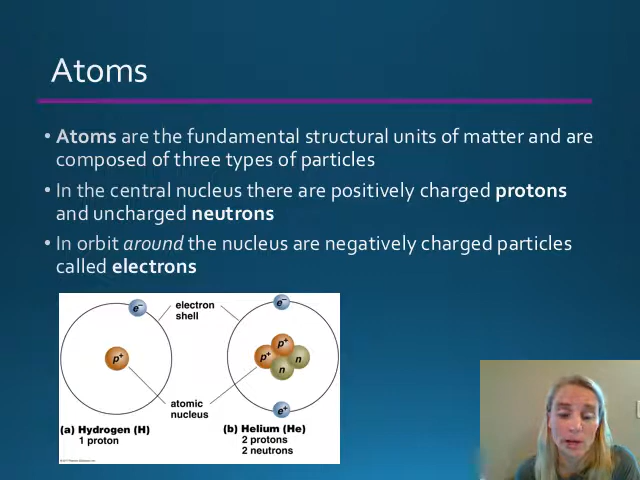 Atoms
• Atoms are the fundamental structural units of matter and are
composed of three types of particles
• In the central nucleus there are positively charged protons
and uncharged neutrons
• In orbit around the nucleus are negatively charged particles
called electrons
e–
electron
shell
e–
p+
p+
p+
n
n
atomic
nucleus
e+
(a) Hydrogen (H)
1 proton
(b) Helium (He)
2 protons
2 neutrons